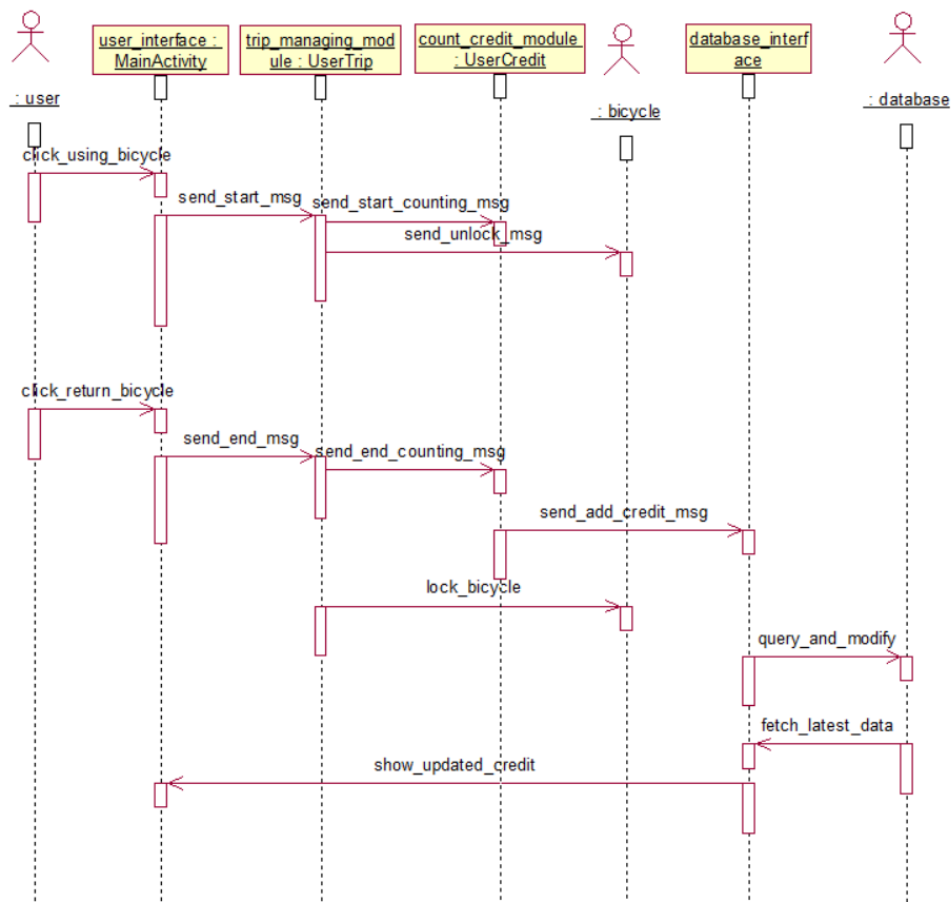 user_interface :
MainActivity
trip_managing_mod
ule : UserTrip
count_credit_module
: UserCredit
database_interf
ace
: user
: bicycle
: database
click_using_bicycle
send_start_msg
send_start_counting_msg
send_unlock_msg
click_return_bicycle
send_end_msg
send_end_counting_msg
send_add_credit_msg
lock_bicycle
query_and_modify
fetch_latest_data
show_updated_credit